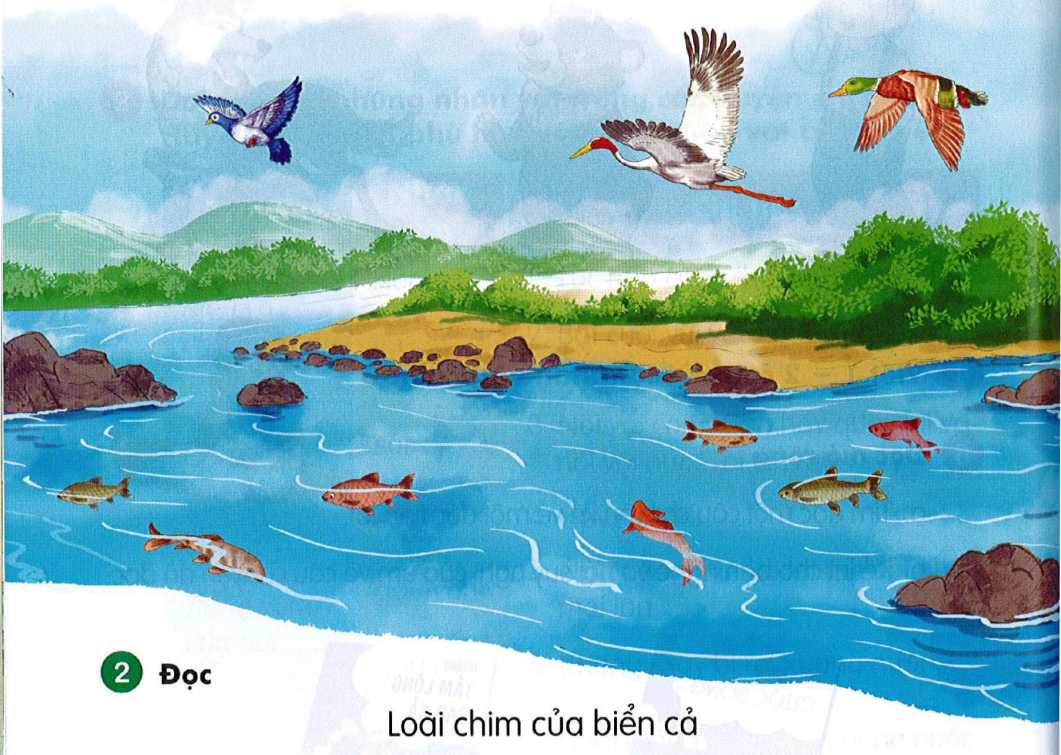 2 Đọc
Loài chim của biển cả